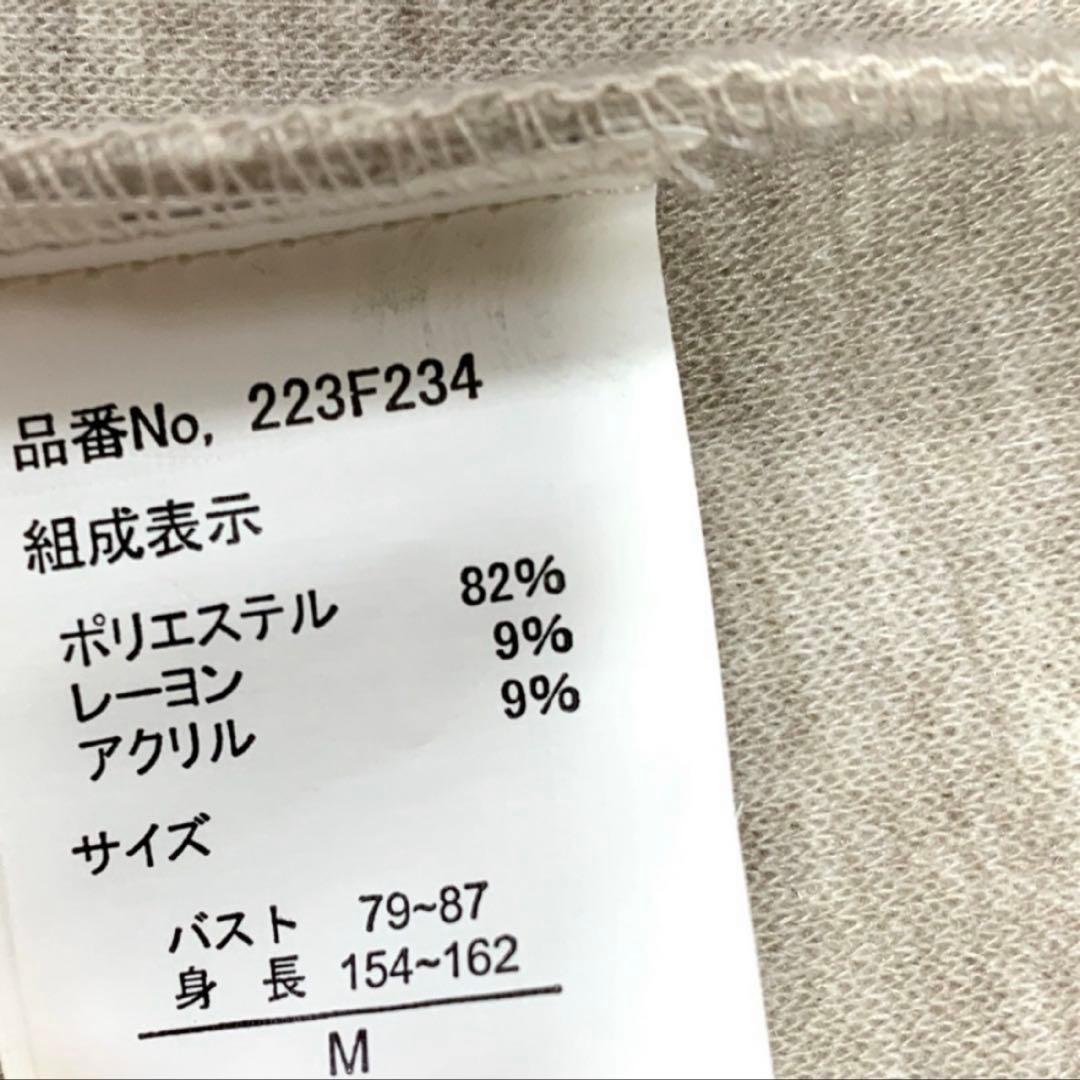 品番No, 223F234
組成表示
ポリエステル 82%
レーヨン 9%
アクリル 9%
サイズ
バスト 79~87
身 長 154~162
M